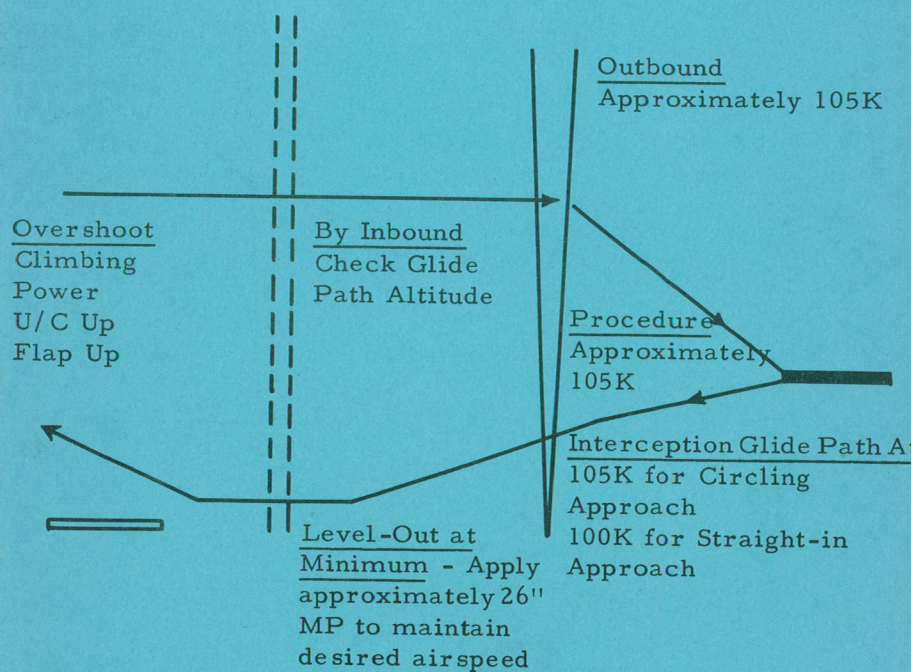 Outbound
Approximately 105K
Overshoot
Climbing
Power
U/C Up
Flap Up
By Inbound
Check Glide
Path Altitude
Procedure
Approximately
105K
Interception Glide Path
105K for Circling
Approach
100K for Straight-in
Approach
Level-Out at
Minimum - Apply
approximately 26"
MP to maintain
desired airspeed